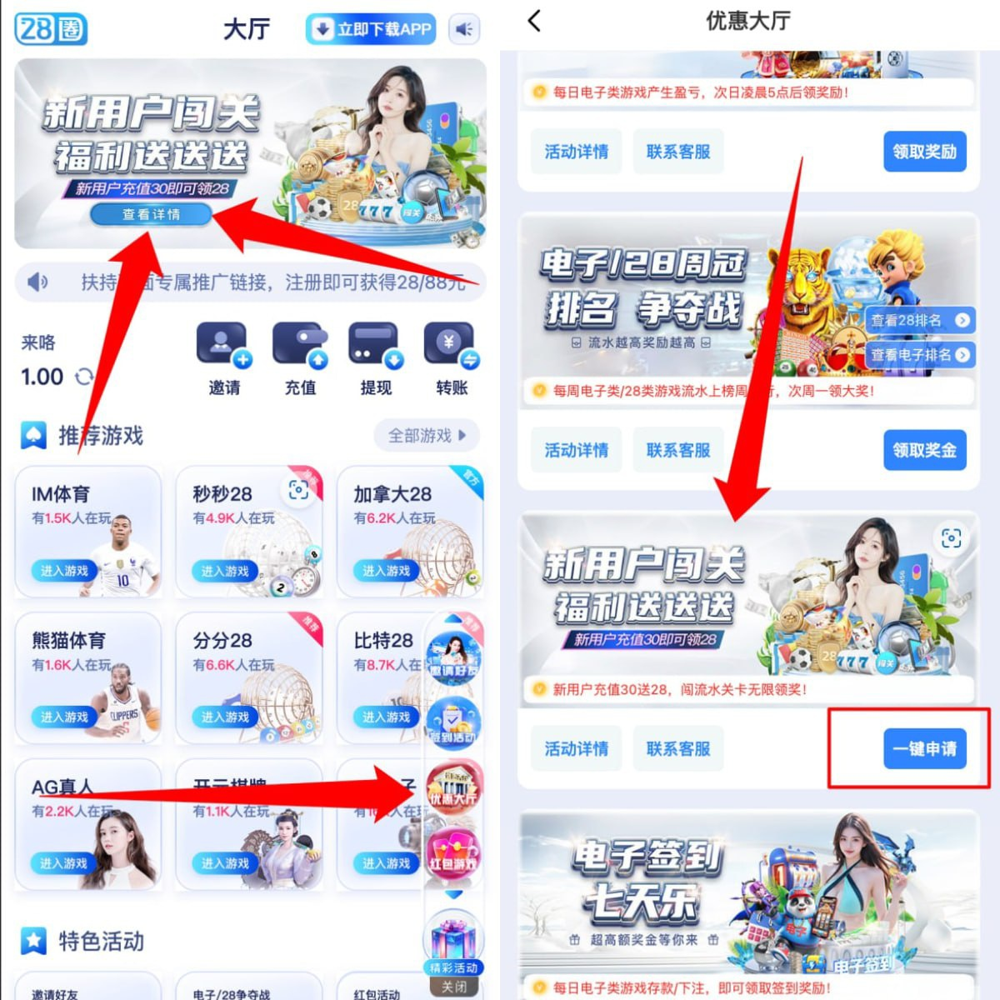 28圈
大厅
立即下载APP
新用户闯关
福利送送送
新用户充值30即可领28
查看详情
28
777
闯关
扶持
面专属推广链接，注册即可获得28/88元
来咯
1.00
邀请
充值
提现
转账
推荐游戏
全部游戏
IM体育
有1.5K人在玩
进入游戏
10
秒秒28
有4.9K人在玩
进入游戏
2
8
加拿大28
有6.2K人在玩
进入游戏
官方
熊猫体育
有1.6K人在玩
进入游戏
CLIPPERS
分分28
有6.6K人在玩
进入游戏
推荐
比特28
有8.7K人在
进入游戏
推荐
邀请好友
签到活动
AG真人
有2.2K人在玩
进入游戏
开元棋牌
有1.1K人在玩
进入游戏
子
人在玩
进入游戏
优惠大厅
红包游戏
特色活动
精彩活动
关闭
邀请好友
电子/28争夺战
红包活动
优惠大厅
每日电子类游戏产生盈亏，次日凌晨5点后领奖励！
活动详情
联系客服
领取奖励
电子/28周冠
排名 争夺战
流水越高奖励越高
查看28排名
查看电子排名
每周电子类/28类游戏流水上榜周
行，次周一领大奖！
活动详情
联系客服
领取奖金
新用户闯关
福利送送送
新用户充值30即可领28
28
777
闯关
新用户充值30送28，闯流水关卡无限领奖！
活动详情
联系客服
一键申请
电子签到
七天乐
超高额奖金等你来
电子
电子签到
每日电子类游戏存款/下注，即可领取签到奖励！